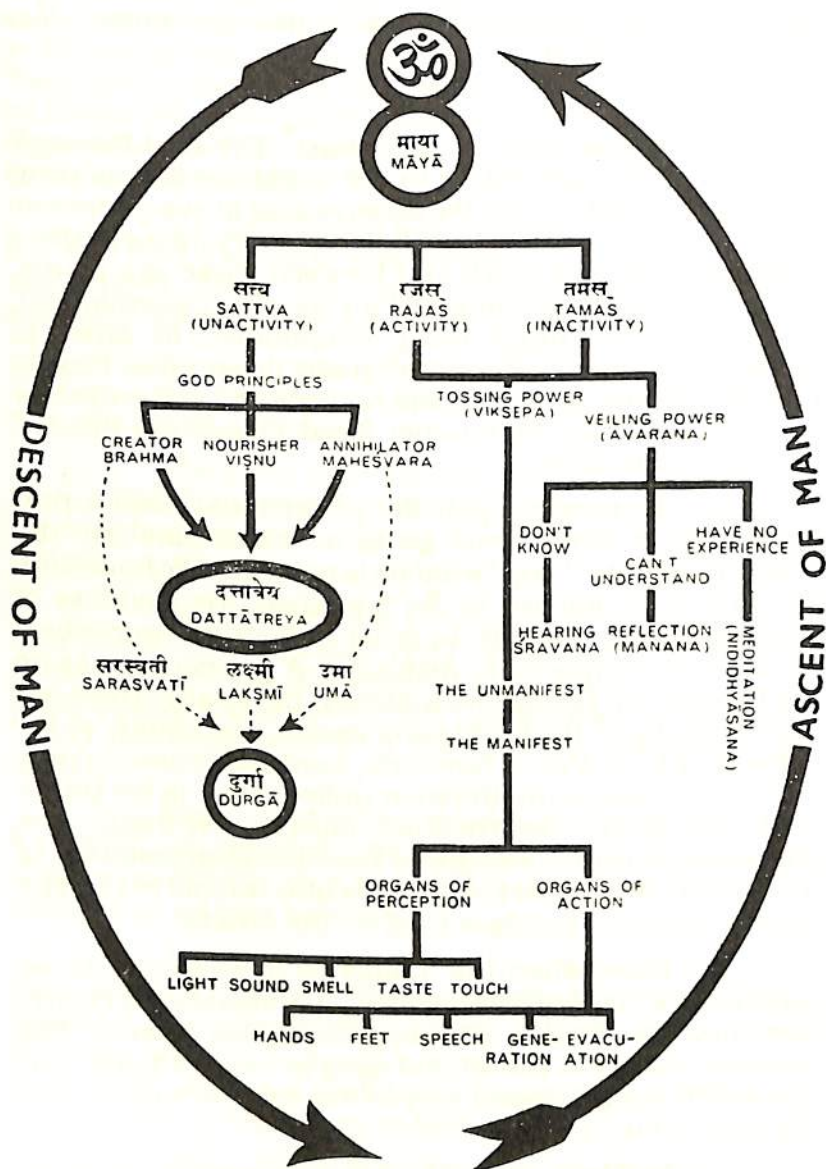 ॐ
माया
MĀYĀ
सत्त्व
SATTVA
(UNACTIVITY)
रजस्
RAJAS
(ACTIVITY)
तमस्
TAMAS
(INACTIVITY)
GOD PRINCIPLES
TOSSING POWER
(VIKSEPA)
VEILING POWER
(AVARANA)
CREATOR
BRAHMA
NOURISHER
VIṢNU
ANNIHILATOR
MAHESVARA
DESCENT OF MAN
ASCENT OF MAN
DON'T
KNOW
CAN T
UNDERSTAND
HAVE NO
EXPERIENCE
दत्तात्रेय
DATTĀTREYA
HEARING
SRAVANA
REFLECTION
(MANANA)
MEDITATION
(NIDIDHYĀSANA)
सरस्वती
SARASVATĪ
लक्ष्मी
LAKṢMĪ
उमा
UMĀ
THE UNMANIFEST
THE MANIFEST
दुर्गा
DURGĀ
ORGANS OF
PERCEPTION
ORGANS OF
ACTION
LIGHT SOUND SMELL TASTE TOUCH
HANDS FEET SPEECH GENE- EVACU-
RATION ATION